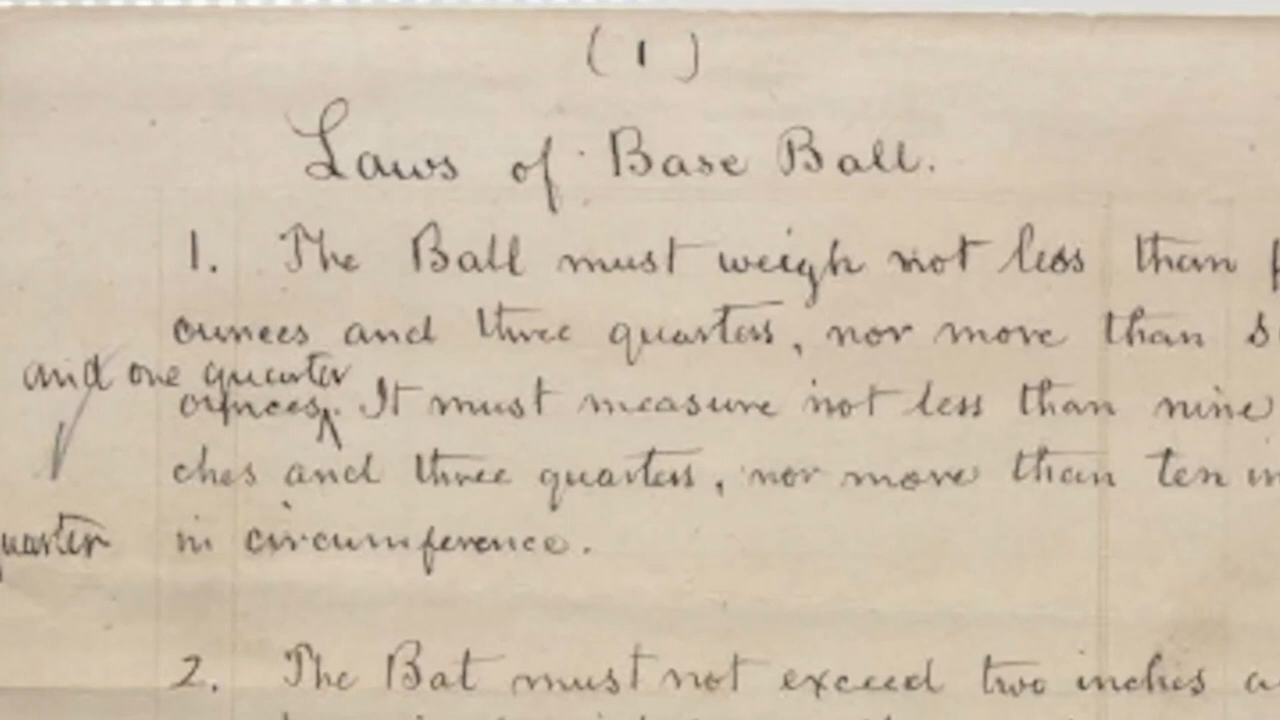 (1)
Laws of Base Ball.
1. The Ball must weigh not less than
ounces and three quarters, nor more than
and one quarter
ounces. It must measure not less than nine
ches and three quarters, nor more than ten
uarter in circumference.
2. The Bat must not exceed two inches